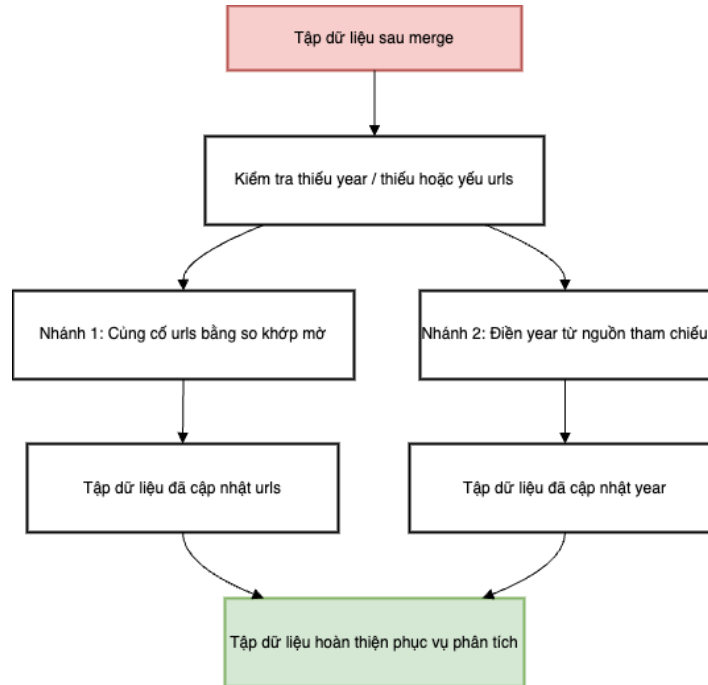 Tập dữ liệu sau merge
Kiểm tra thiếu year / thiếu hoặc yếu urls
Nhánh 1: Củng cố urls bằng so khớp mờ
Nhánh 2: Điền year từ nguồn tham chiếu
Tập dữ liệu đã cập nhật urls
Tập dữ liệu đã cập nhật year
Tập dữ liệu hoàn thiện phục vụ phân tích